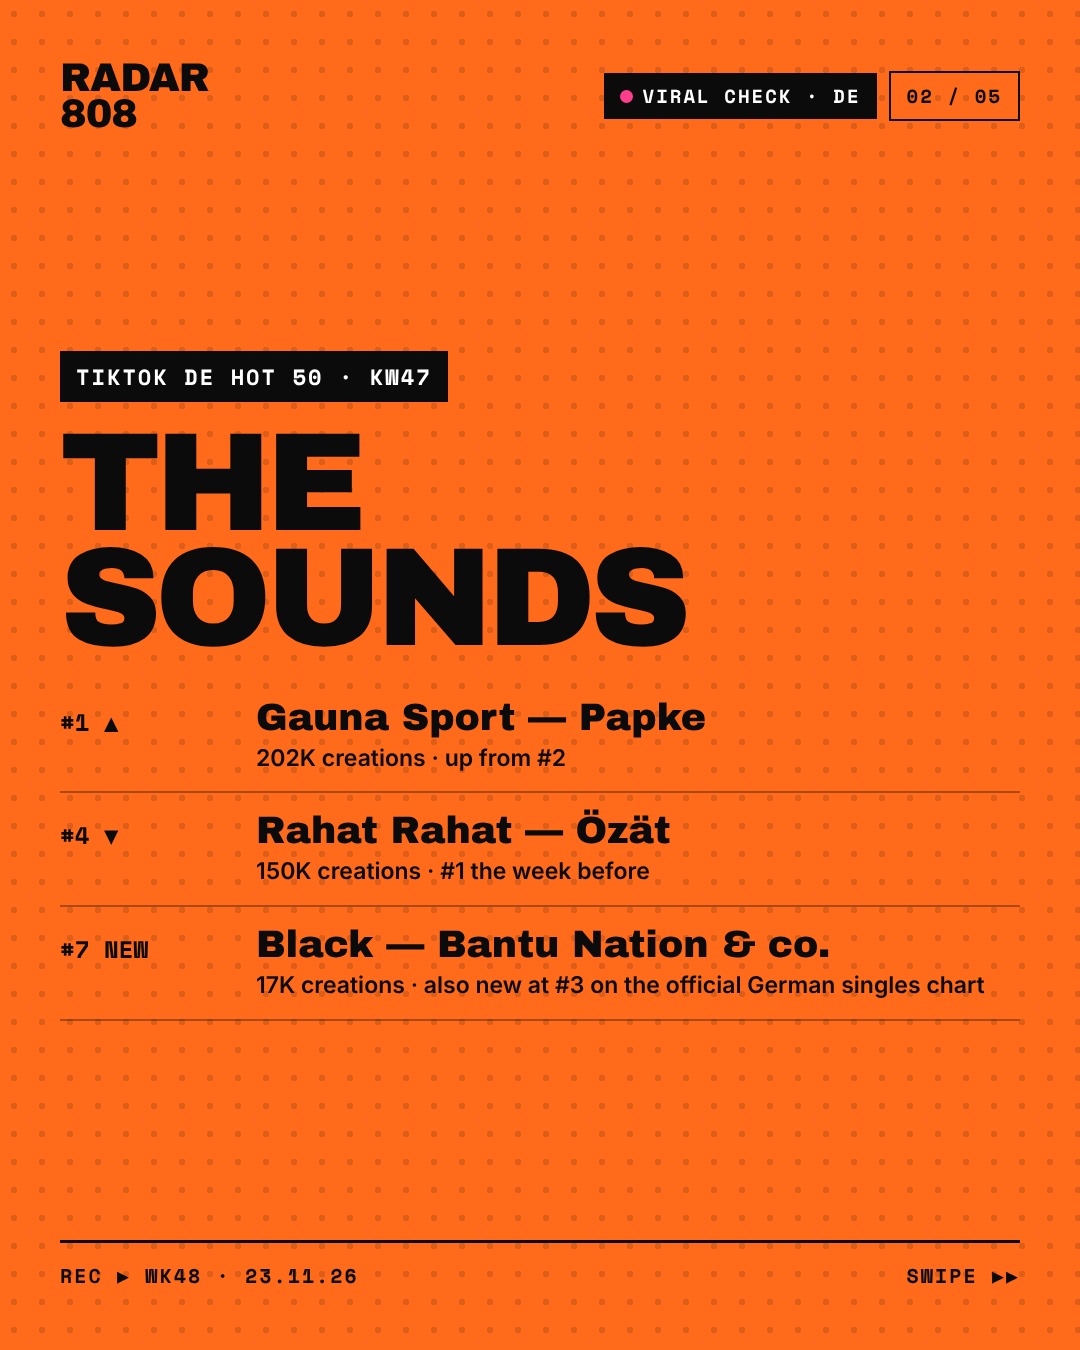 RADAR
808
VIRAL CHECK · DE
02 / 05
TIKTOK DE HOT 50 · KW47
THE
SOUNDS
#1 ▲ Gauna Sport — Papke
202K creations · up from #2
#4 ▼ Rahat Rahat — Özät
150K creations · #1 the week before
#7 NEW Black — Bantu Nation & co.
17K creations · also new at #3 on the official German singles chart
REC ▶ WK48 · 23.11.26
SWIPE ▶▶